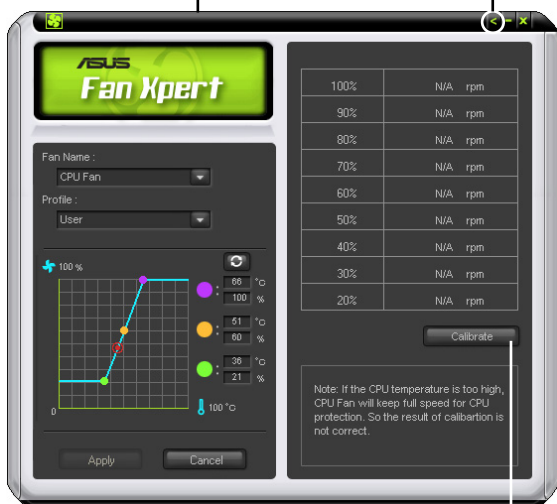 < - x
ASUS
Fan Xpert
Fan Name :
CPU Fan
Profile :
User
100 %
0
100 °C
: 66 °C
100 %
: 51 °C
60 %
: 36 °C
21 %
Apply
Cancel
100% N/A rpm
90% N/A rpm
80% N/A rpm
70% N/A rpm
60% N/A rpm
50% N/A rpm
40% N/A rpm
30% N/A rpm
20% N/A rpm
Calibrate
Note: If the CPU temperature is too high,
CPU Fan will keep full speed for CPU
protection. So the result of calibartion is
not correct.